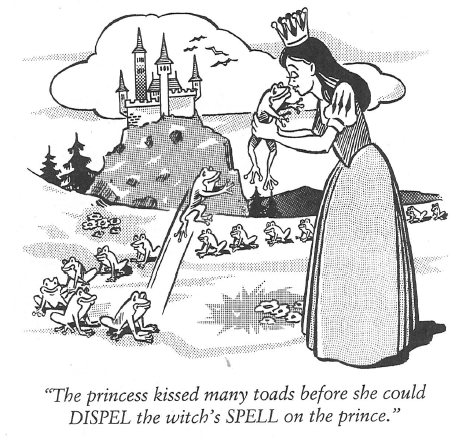 "The princess kissed many toads before she could
DISPEL the witch's SPELL on the prince."